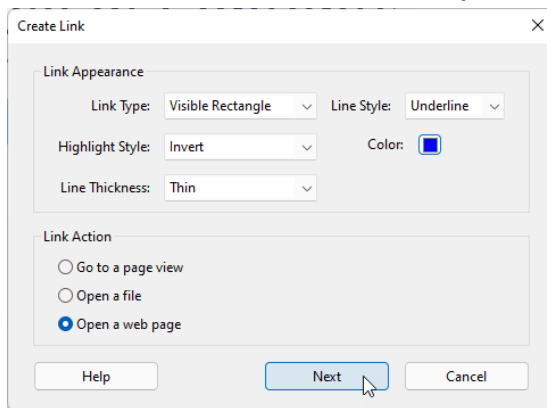 Create Link
Link Appearance
Link Type: Visible Rectangle Line Style: Underline
Highlight Style: Invert Color:
Line Thickness: Thin
Link Action
Go to a page view
Open a file
Open a web page
Help Next Cancel